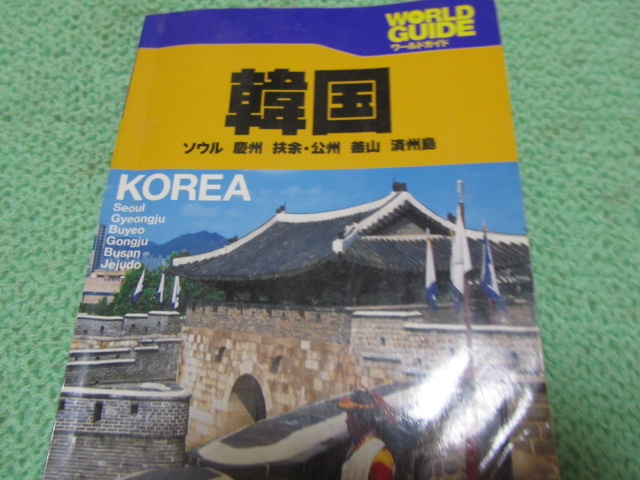 WORLD
GUIDE
ワールドガイド
韓国
ソウル 慶州 扶余・公州 釜山 済州島
KOREA
Seoul
Gyeongju
Buyeo
Gongju
Busan
Jejudo